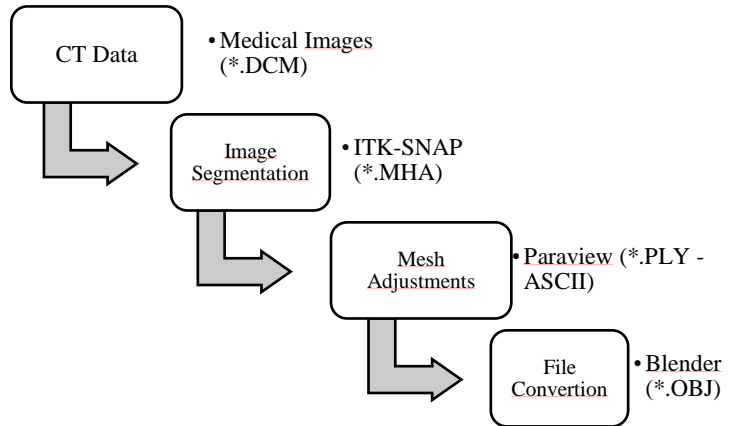 CT Data
• Medical Images
(*.DCM)
Image
Segmentation
• ITK-SNAP
(*.MHA)
Mesh
Adjustments
• Paraview (*.PLY -
ASCII)
File
Convertion
• Blender
(*.OBJ)